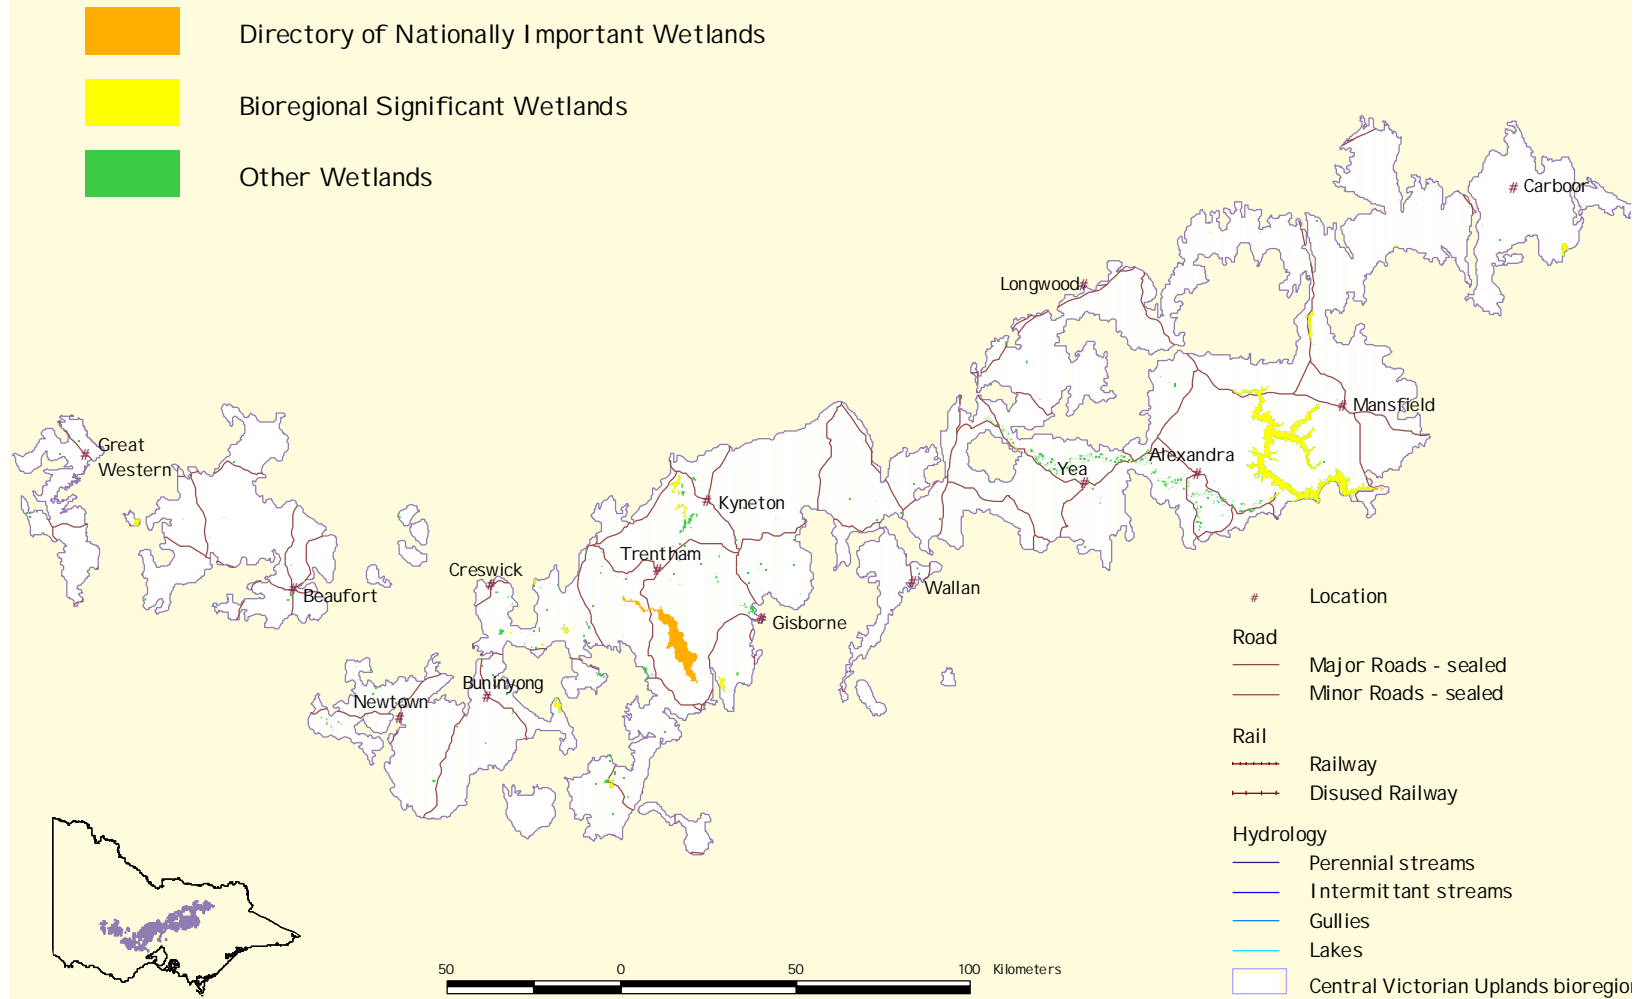 Directory of Nationally Important Wetlands
Bioregional Significant Wetlands
Other Wetlands
# Carboor
Longwood#
# Mansfield
Great
# Western
Alexandra
#
Yea
#
# Kyneton
Trentham
#
Creswick
#
# Beaufort
# Wallan
# Gisborne
Buninyong
#
Newtown
#
# Location
Road
Major Roads - sealed
Minor Roads - sealed
Rail
Railway
Disused Railway
Hydrology
Perennial streams
Intermittant streams
Gullies
Lakes
Central Victorian Uplands bioregion
50 0 50 100 Kilometers